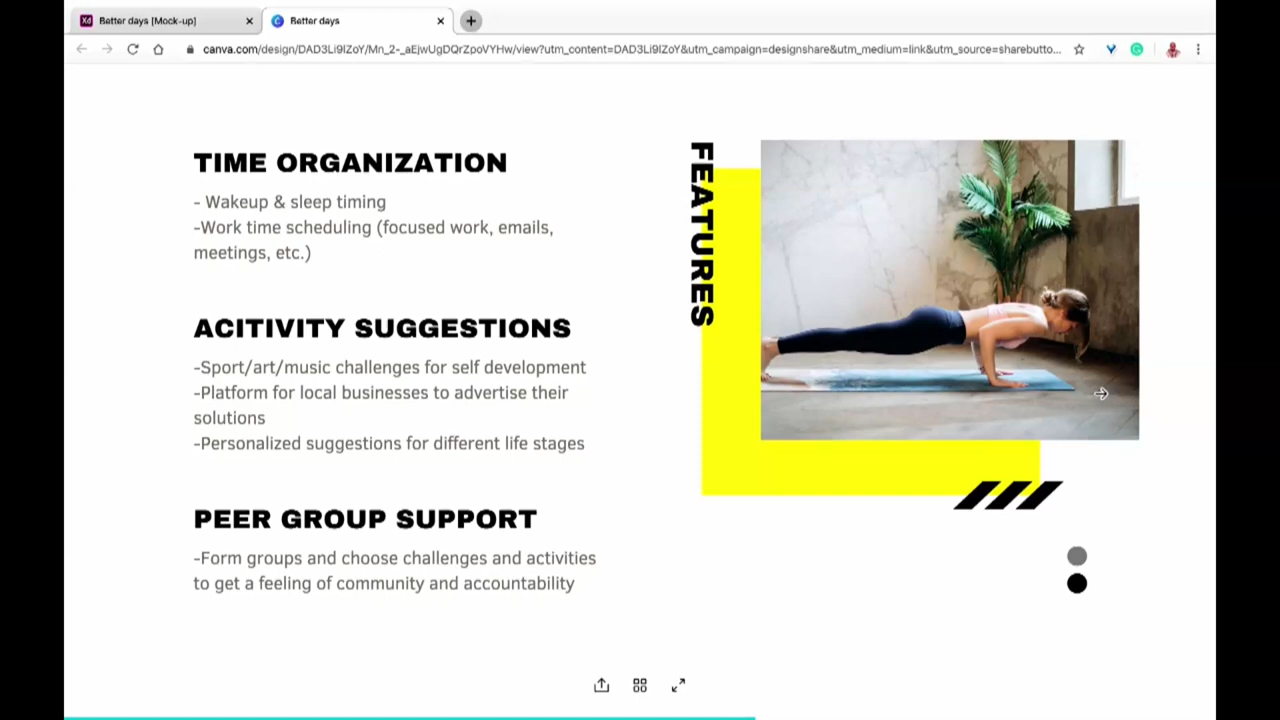 Better days [Mock-up]
Better days
canva.com/design/DAD3Li9IZoY/Mn_2-_aEjwUgDQrZpoVYHw/view?utm_content=DAD3Li9IZoY&utm_campaign=designshare&utm_medium=link&utm_source=sharebutto...
TIME ORGANIZATION
- Wakeup & sleep timing
-Work time scheduling (focused work, emails,
meetings, etc.)
ACITIVITY SUGGESTIONS
-Sport/art/music challenges for self development
-Platform for local businesses to advertise their
solutions
-Personalized suggestions for different life stages
PEER GROUP SUPPORT
-Form groups and choose challenges and activities
to get a feeling of community and accountability
FEATURES